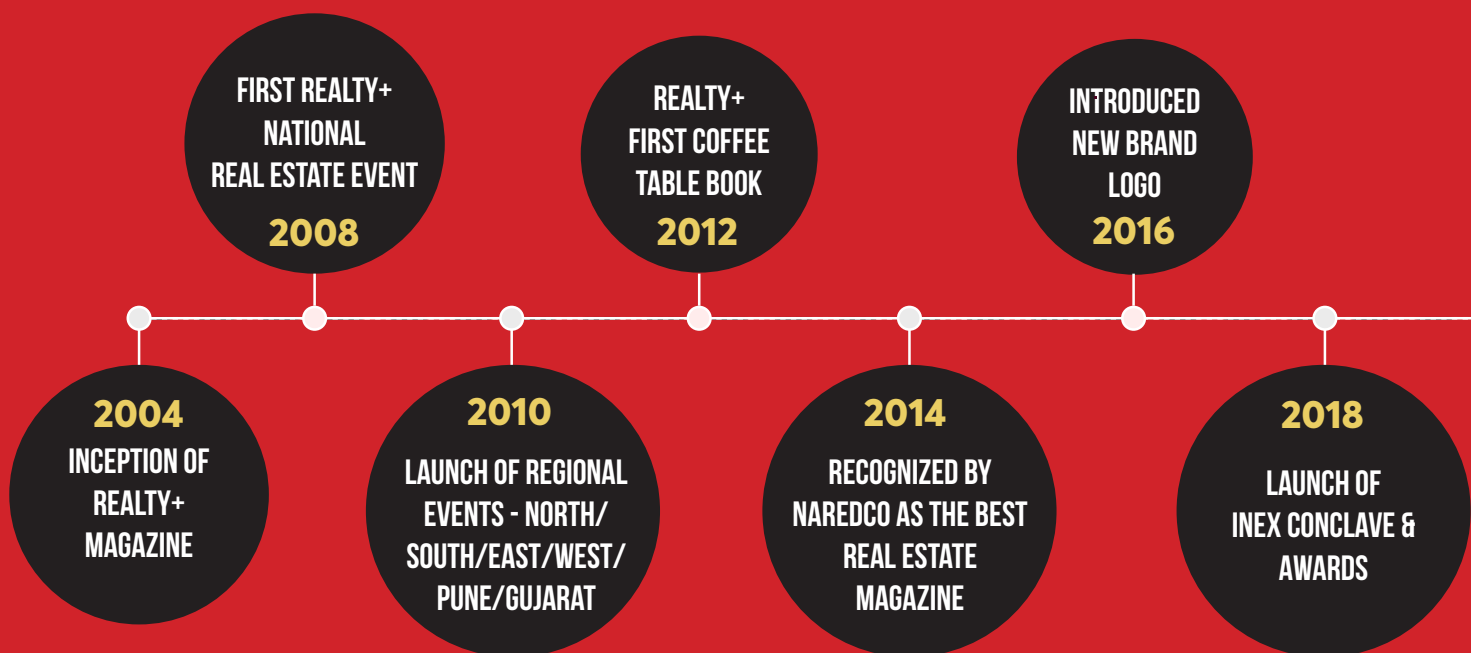 FIRST REALTY+
NATIONAL
REAL ESTATE EVENT
2008
REALTY+
FIRST COFFEE
TABLE BOOK
2012
INTRODUCED
NEW BRAND
LOGO
2016
2004
INCEPTION OF
REALTY+
MAGAZINE
2010
LAUNCH OF REGIONAL
EVENTS - NORTH/
SOUTH/EAST/WEST/
PUNE/GUJARAT
2014
RECOGNIZED BY
NAREDCO AS THE BEST
REAL ESTATE
MAGAZINE
2018
LAUNCH OF
INEX CONCLAVE &
AWARDS